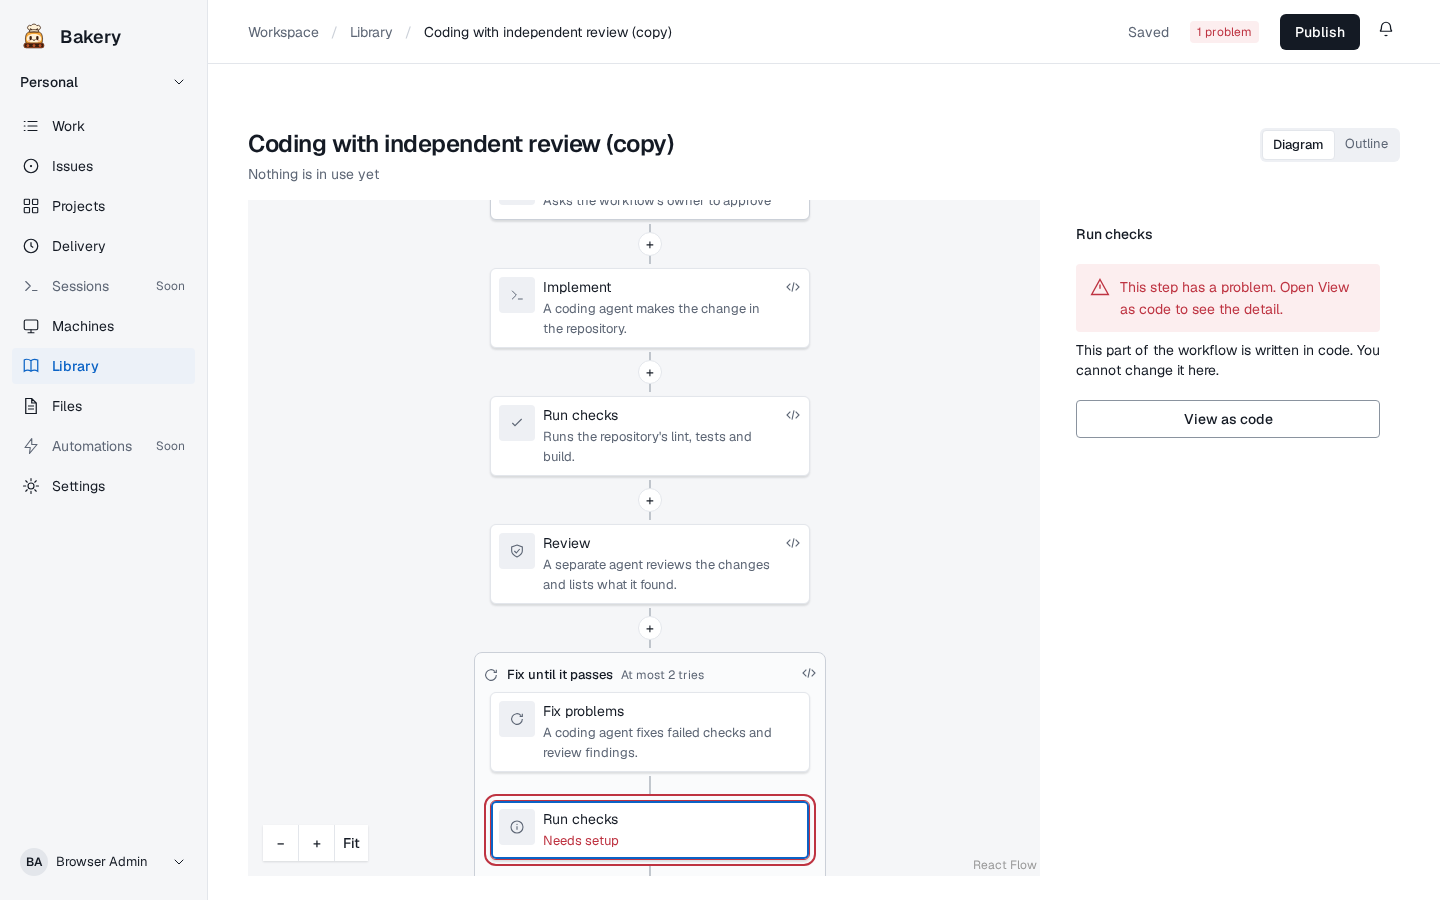 Bakery
Personal
Work
Issues
Projects
Delivery
Sessions Soon
Machines
Library
Files
Automations Soon
Settings
BA Browser Admin
Workspace / Library / Coding with independent review (copy)
Saved 1 problem Publish
Coding with independent review (copy)
Nothing is in use yet
Diagram Outline
Asks the workflow's owner to approve
+
Implement
A coding agent makes the change in
the repository.
+
Run checks
Runs the repository's lint, tests and
build.
+
Review
A separate agent reviews the changes
and lists what it found.
+
Fix until it passes At most 2 tries
Fix problems
A coding agent fixes failed checks and
review findings.
Run checks
Needs setup
− + Fit
React Flow
Run checks
This step has a problem. Open View
as code to see the detail.
This part of the workflow is written in code. You
cannot change it here.
View as code